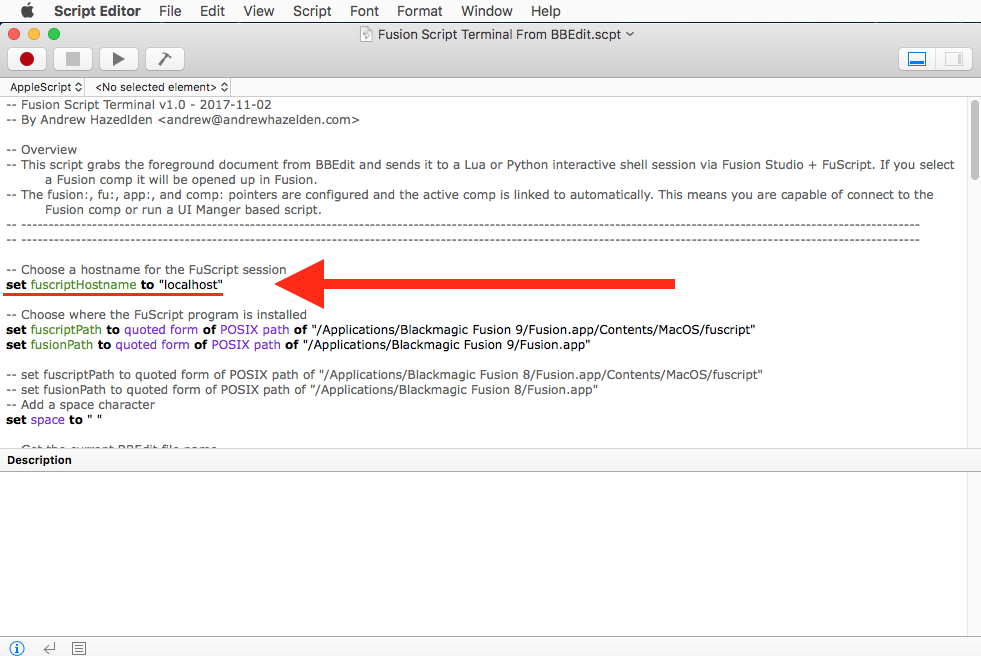 Script Editor File Edit View Script Font Format Window Help
Fusion Script Terminal From BBEdit.scpt
AppleScript <No selected element>
-- Fusion Script Terminal v1.0 - 2017-11-02
-- By Andrew Hazedlden <andrew@andrewhazelden.com>
-- Overview
-- This script grabs the foreground document from BBEdit and sends it to a Lua or Python interactive shell session via Fusion Studio + FuScript. If you select
a Fusion comp it will be opened up in Fusion.
-- The fusion:, fu:, app:, and comp: pointers are configured and the active comp is linked to automatically. This means you are capable of connect to the
Fusion comp or run a UI Manger based script.
-- ------------------------------------------------------------------------------------------------------------------------------------
-- ------------------------------------------------------------------------------------------------------------------------------------
-- Choose a hostname for the FuScript session
set fuscriptHostname to "localhost"
-- Choose where the FuScript program is installed
set fuscriptPath to quoted form of POSIX path of "/Applications/Blackmagic Fusion 9/Fusion.app/Contents/MacOS/fuscript"
set fusionPath to quoted form of POSIX path of "/Applications/Blackmagic Fusion 9/Fusion.app"
-- set fuscriptPath to quoted form of POSIX path of "/Applications/Blackmagic Fusion 8/Fusion.app/Contents/MacOS/fuscript"
-- set fusionPath to quoted form of POSIX path of "/Applications/Blackmagic Fusion 8/Fusion.app"
-- Add a space character
set space to " "
-- Get the current BBEdit file name
Description